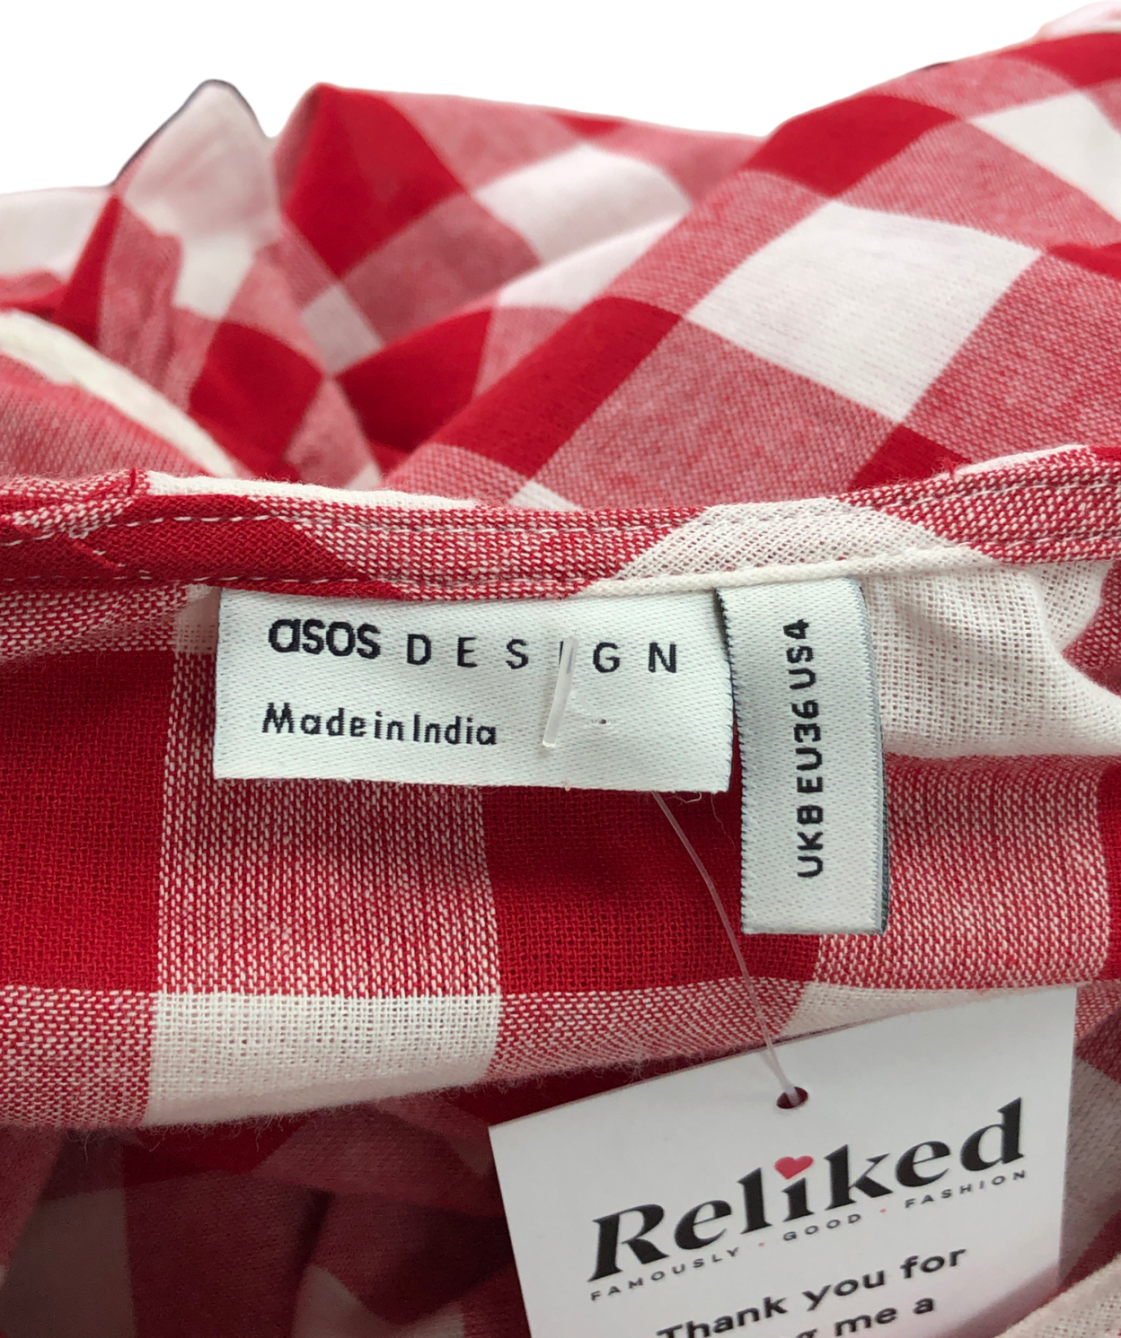 asos DESIGN
Made in India
UK8 EU36 US4
Reliked
FAMOUSLY · GOOD · FASHION
Thank you for
me a